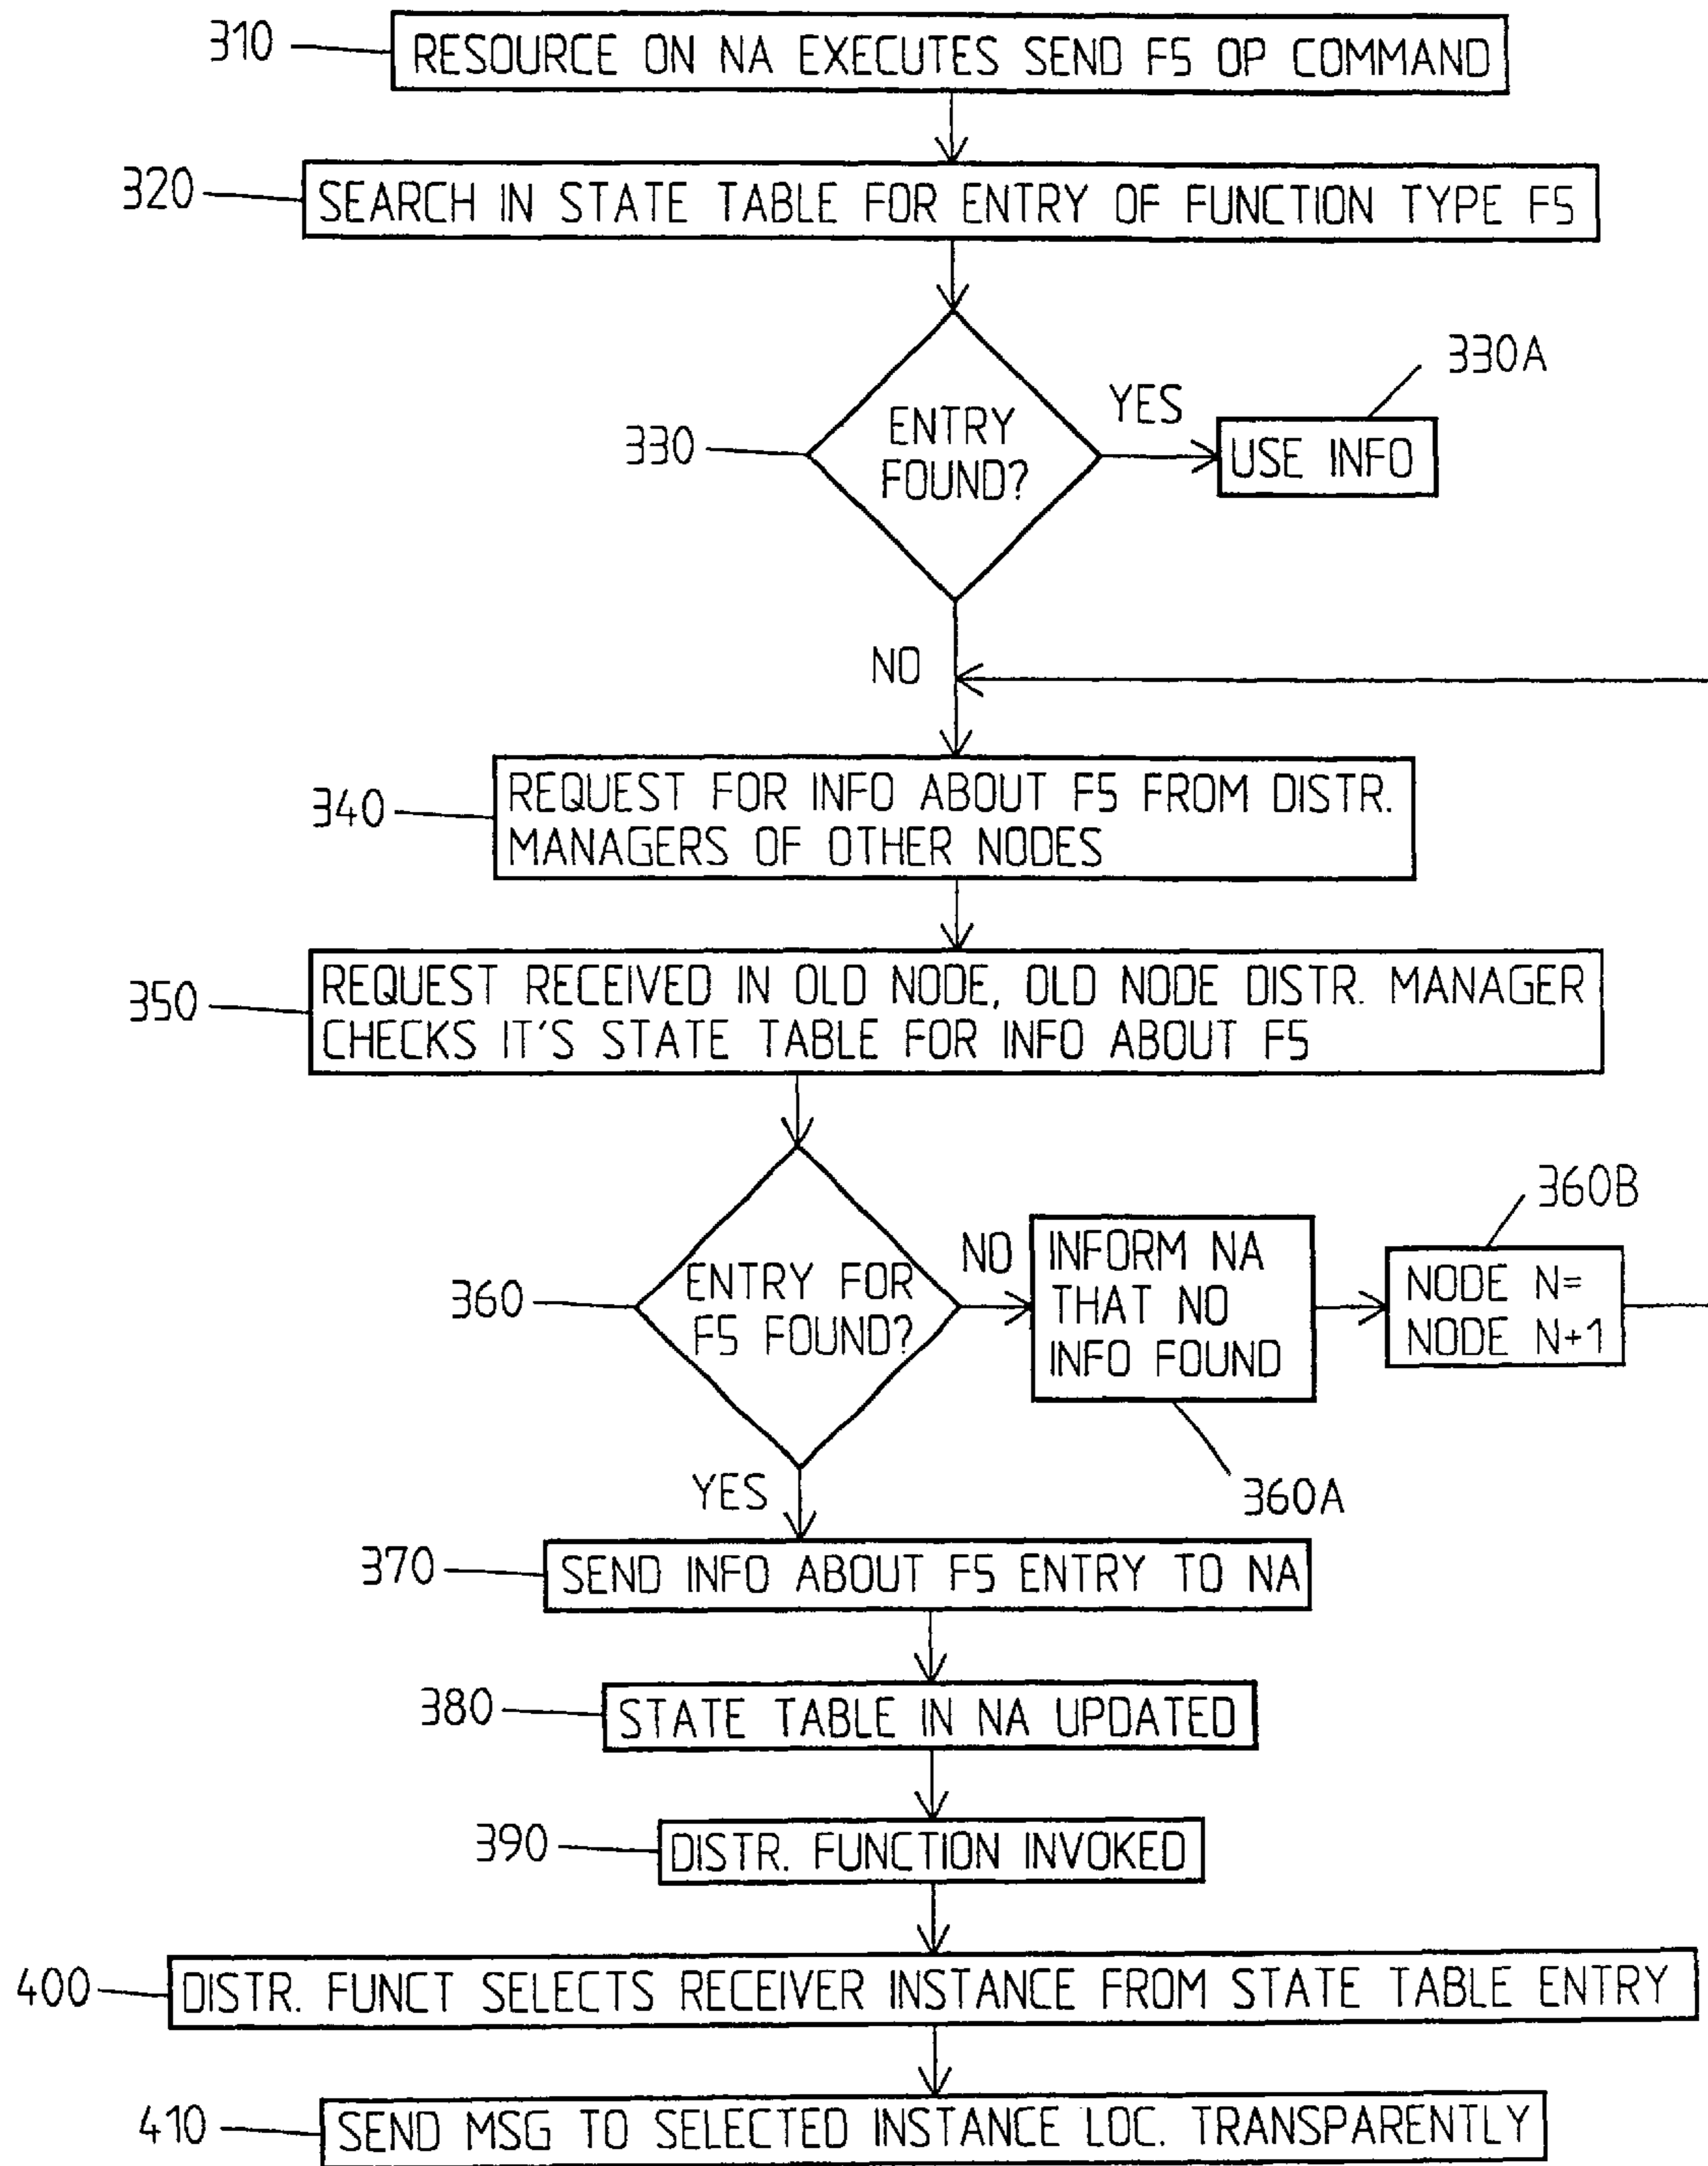 310
RESOURCE ON NA EXECUTES SEND F5 OP COMMAND
320
SEARCH IN STATE TABLE FOR ENTRY OF FUNCTION TYPE F5
330
ENTRY
FOUND?
YES
330A
USE INFO
NO
340
REQUEST FOR INFO ABOUT F5 FROM DISTR.
MANAGERS OF OTHER NODES
350
REQUEST RECEIVED IN OLD NODE, OLD NODE DISTR. MANAGER
CHECKS IT'S STATE TABLE FOR INFO ABOUT F5
360
ENTRY FOR
F5 FOUND?
NO
INFORM NA
THAT NO
INFO FOUND
360A
360B
NODE N=
NODE N+1
YES
370
SEND INFO ABOUT F5 ENTRY TO NA
380
STATE TABLE IN NA UPDATED
390
DISTR. FUNCTION INVOKED
400
DISTR. FUNCT SELECTS RECEIVER INSTANCE FROM STATE TABLE ENTRY
410
SEND MSG TO SELECTED INSTANCE LOC. TRANSPARENTLY